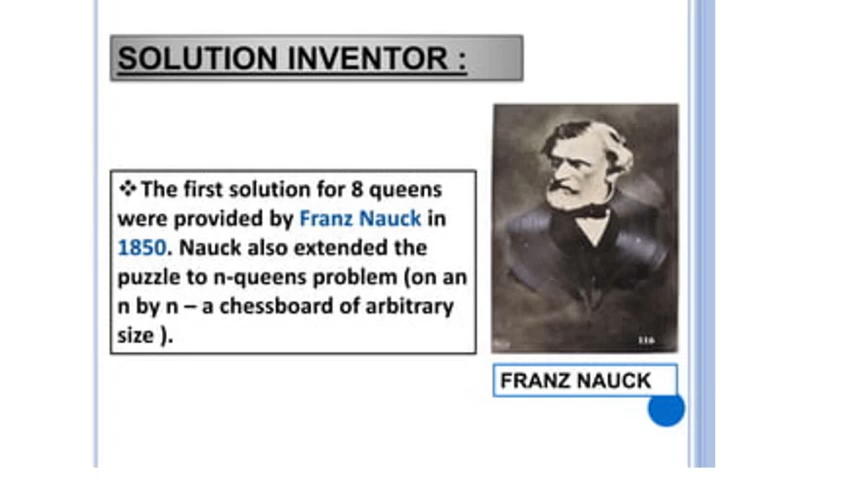 SOLUTION INVENTOR :
❖The first solution for 8 queens
were provided by Franz Nauck in
1850. Nauck also extended the
puzzle to n-queens problem (on an
n by n – a chessboard of arbitrary
size ).
116
FRANZ NAUCK